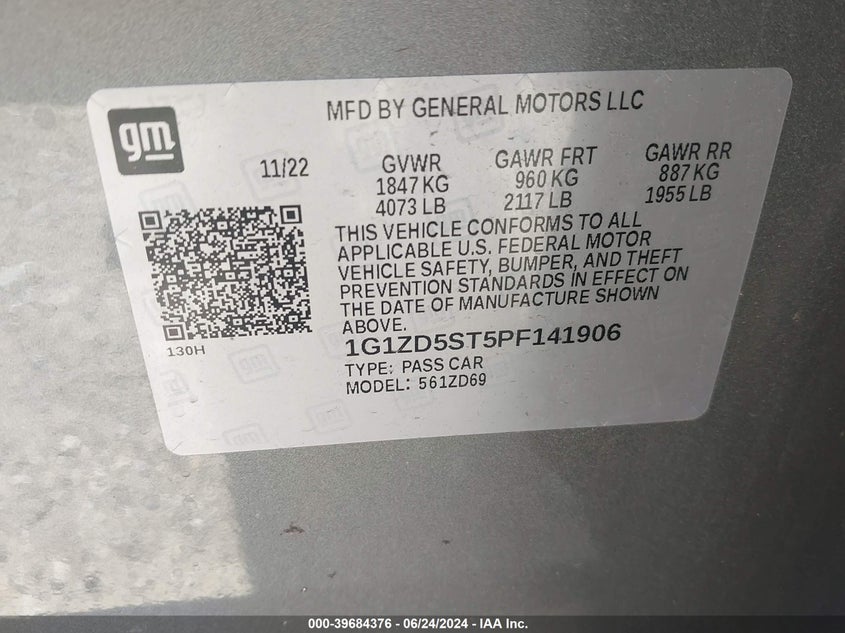 MFD BY GENERAL MOTORS LLC
gm
11/22
GVWR
1847 KG
4073 LB
GAWR FRT
960 KG
2117 LB
GAWR RR
887 KG
1955 LB
THIS VEHICLE CONFORMS TO ALL
APPLICABLE U.S. FEDERAL MOTOR
VEHICLE SAFETY, BUMPER, AND THEFT
PREVENTION STANDARDS IN EFFECT ON
THE DATE OF MANUFACTURE SHOWN
ABOVE.
130H
1G1ZD5ST5PF141906
TYPE: PASS CAR
MODEL: 561ZD69
000-39684376 - 06/24/2024 - IAA Inc.